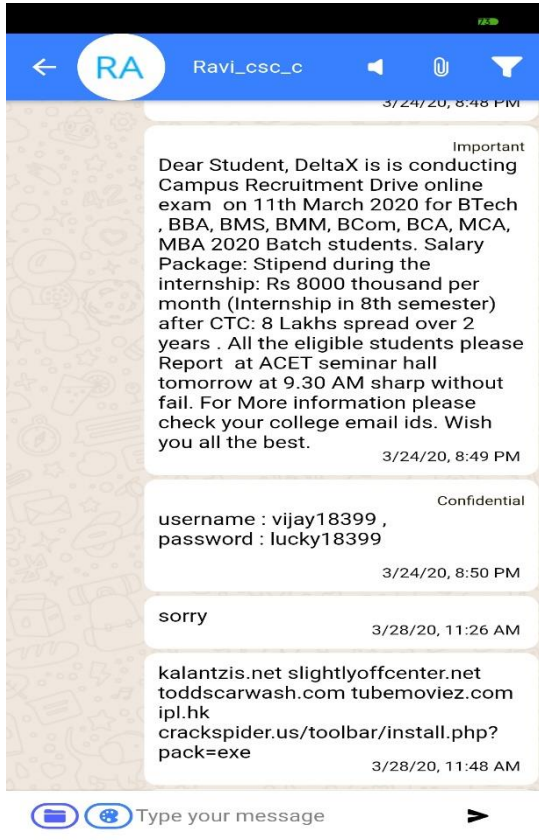 73
RA
Ravi_csc_c
3/24/20, 8:48 PM
Important
Dear Student, DeltaX is is conducting
Campus Recruitment Drive online
exam on 11th March 2020 for BTech
, BBA, BMS, BMM, BCom, BCA, MCA,
MBA 2020 Batch students. Salary
Package: Stipend during the
internship: Rs 8000 thousand per
month (Internship in 8th semester)
after CTC: 8 Lakhs spread over 2
years . All the eligible students please
Report at ACET seminar hall
tomorrow at 9.30 AM sharp without
fail. For More information please
check your college email ids. Wish
you all the best.
3/24/20, 8:49 PM
Confidential
username : vijay18399 ,
password : lucky18399
3/24/20, 8:50 PM
sorry
3/28/20, 11:26 AM
kalantzis.net slightlyoffcenter.net
toddscarwash.com tubemoviez.com
ipl.hk
crackspider.us/toolbar/install.php?
pack=exe
3/28/20, 11:48 AM
Type your message